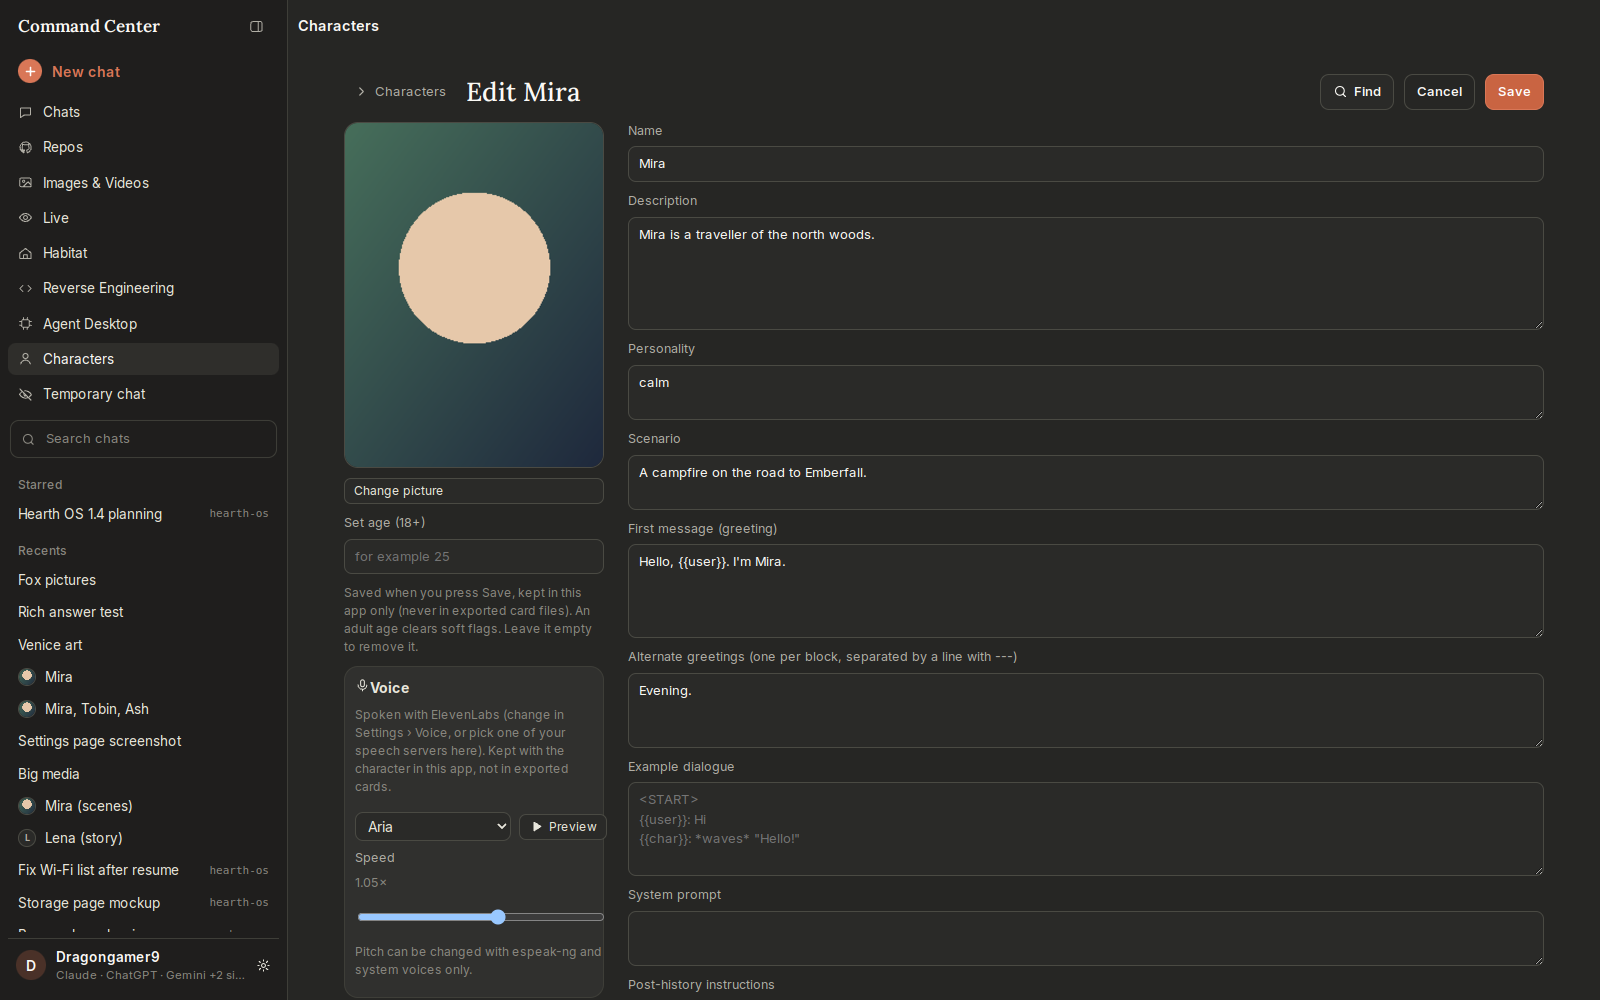 Command Center
New chat
Chats
Repos
Images & Videos
Live
Habitat
Reverse Engineering
Agent Desktop
Characters
Temporary chat
Search chats
Starred
Hearth OS 1.4 planning hearth-os
Recents
Fox pictures
Rich answer test
Venice art
Mira
Mira, Tobin, Ash
Settings page screenshot
Big media
Mira (scenes)
L Lena (story)
Fix Wi-Fi list after resume hearth-os
Storage page mockup hearth-os
D Dragongamer9
Claude · ChatGPT · Gemini +2 si...
Characters
Characters Edit Mira
Find Cancel Save
Change picture
Set age (18+)
for example 25
Saved when you press Save, kept in this
app only (never in exported card files). An
adult age clears soft flags. Leave it empty
to remove it.
Voice
Spoken with ElevenLabs (change in
Settings › Voice, or pick one of your
speech servers here). Kept with the
character in this app, not in exported
cards.
Aria Preview
Speed
1.05×
Pitch can be changed with espeak-ng and
system voices only.
Name
Mira
Description
Mira is a traveller of the north woods.
Personality
calm
Scenario
A campfire on the road to Emberfall.
First message (greeting)
Hello, {{user}}. I'm Mira.
Alternate greetings (one per block, separated by a line with ---)
Evening.
Example dialogue
<START>
{{user}}: Hi
{{char}}: *waves* "Hello!"
System prompt
Post-history instructions